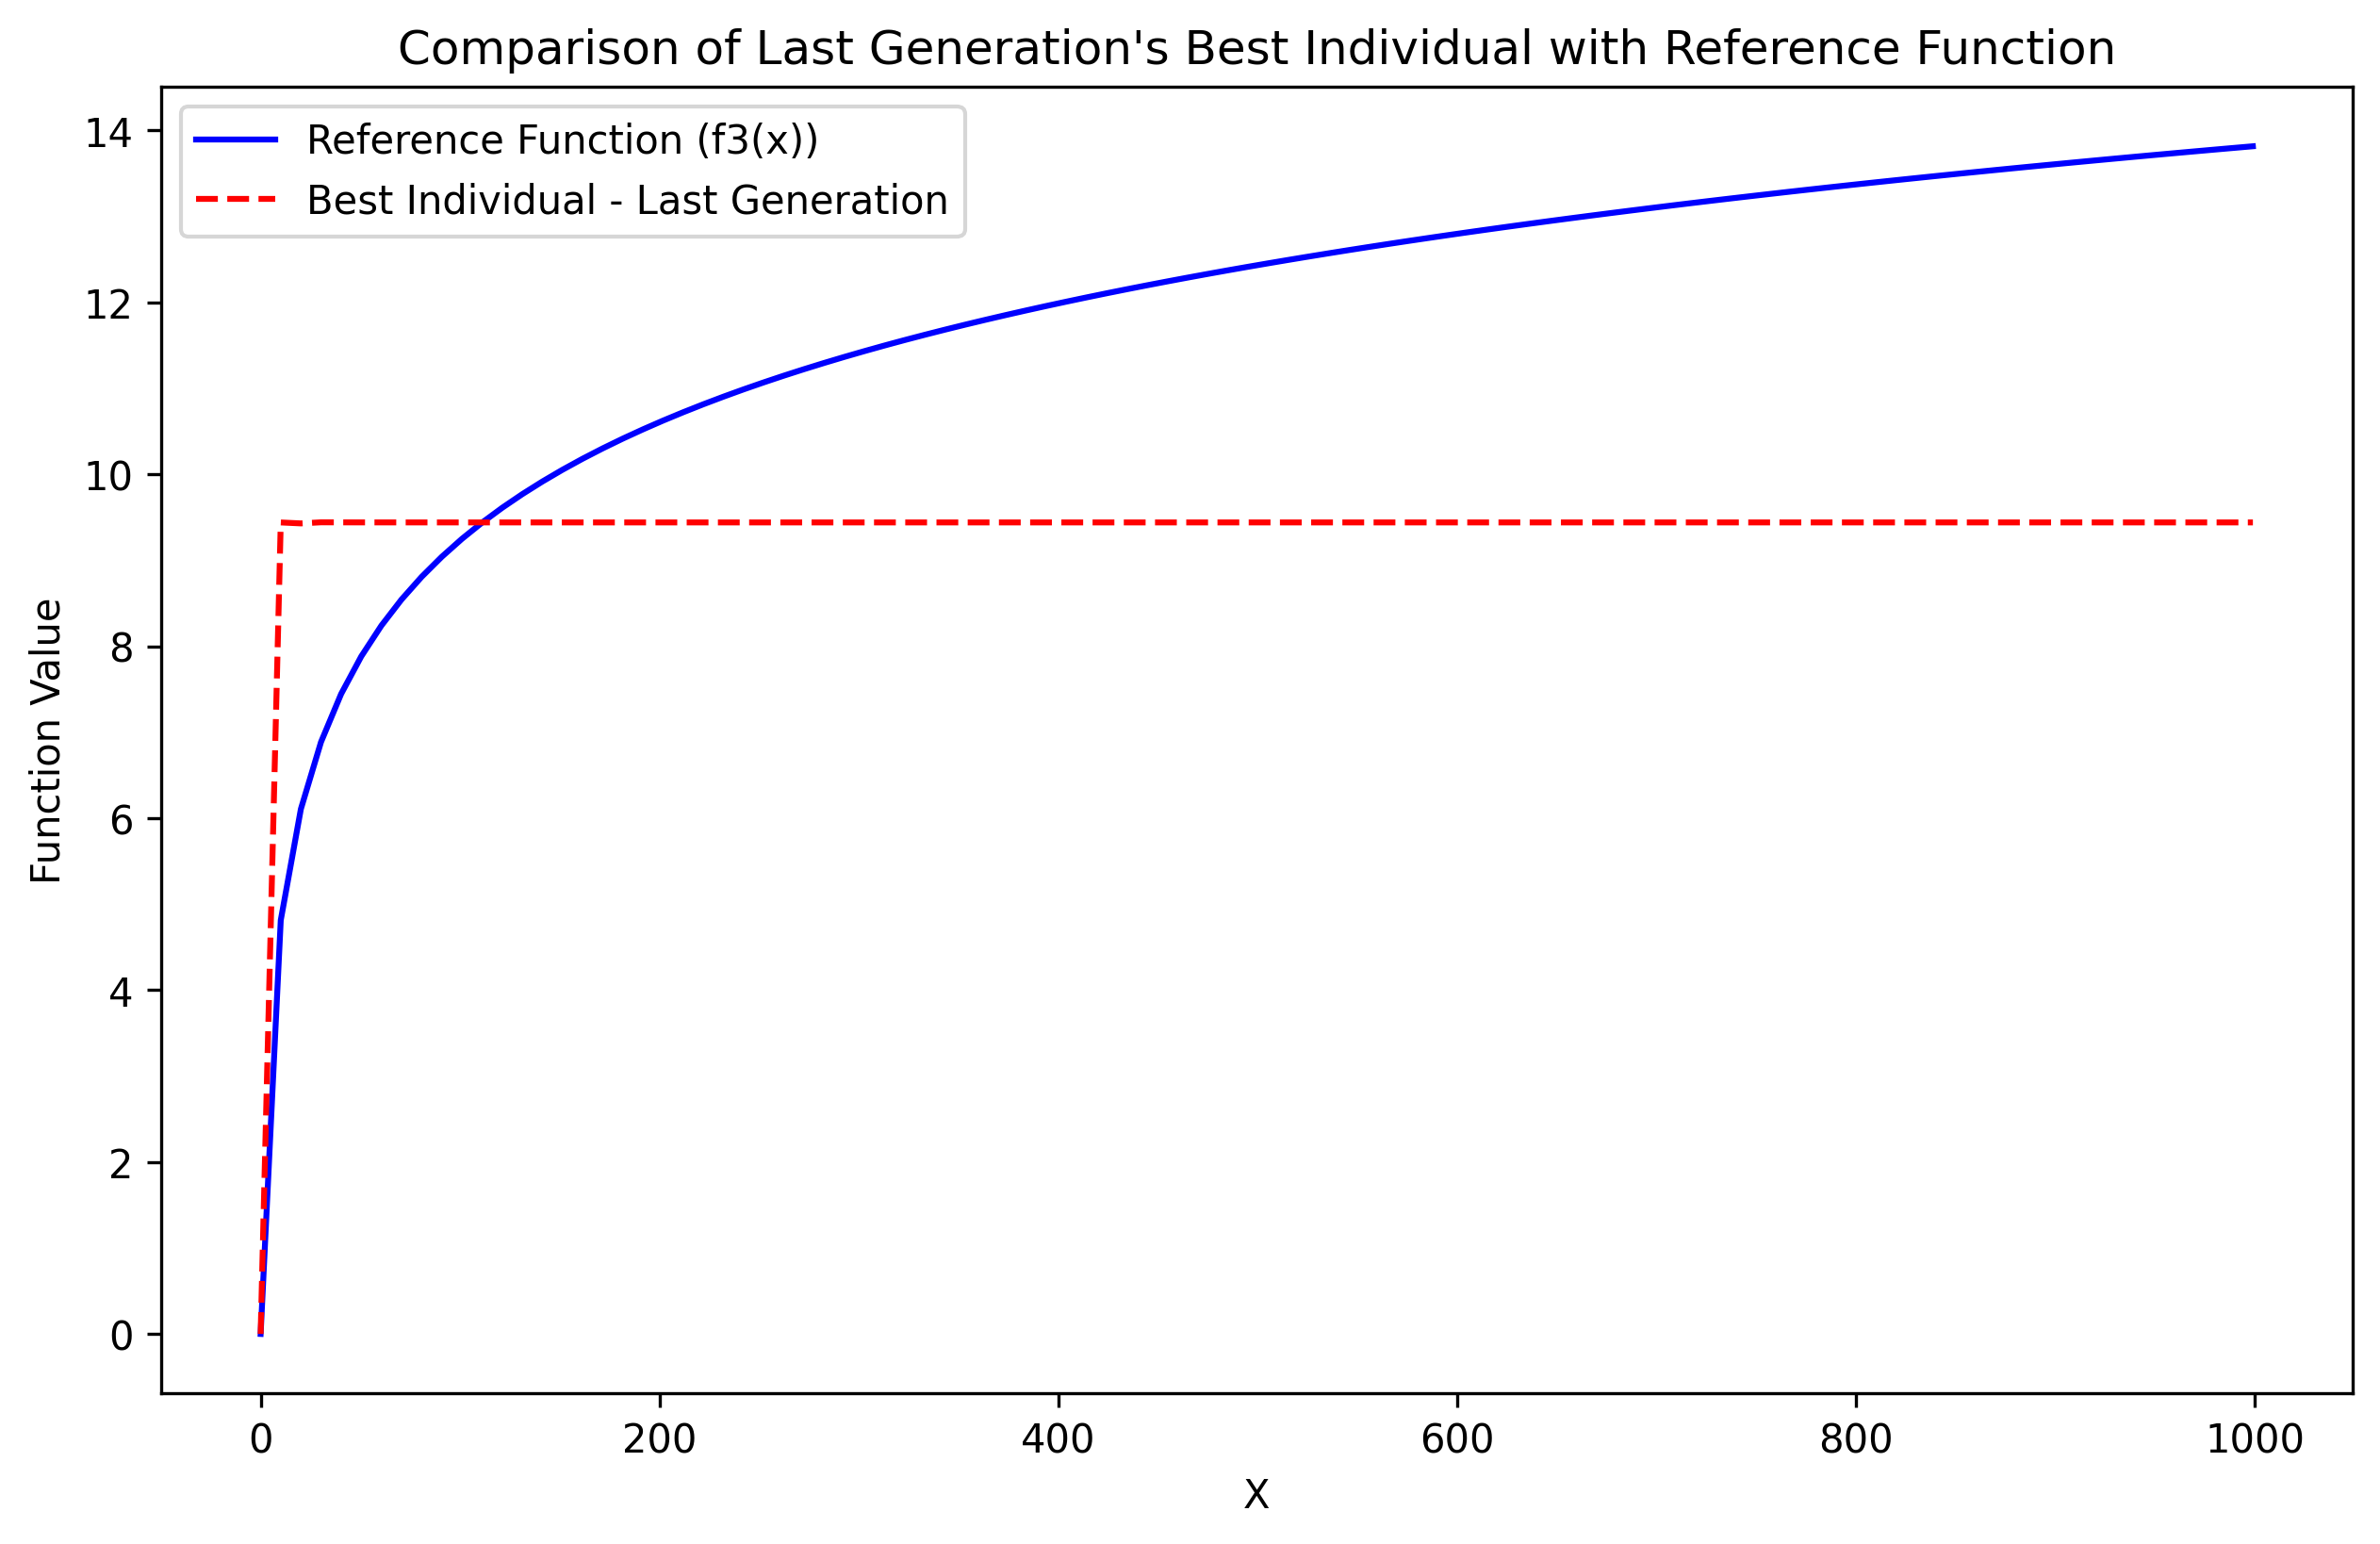 Comparison of Last Generation's Best Individual with Reference Function
Reference Function (f3(x))
Best Individual - Last Generation
14
12
10
8
6
4
2
0
Function Value
0 200 400 600 800 1000
X